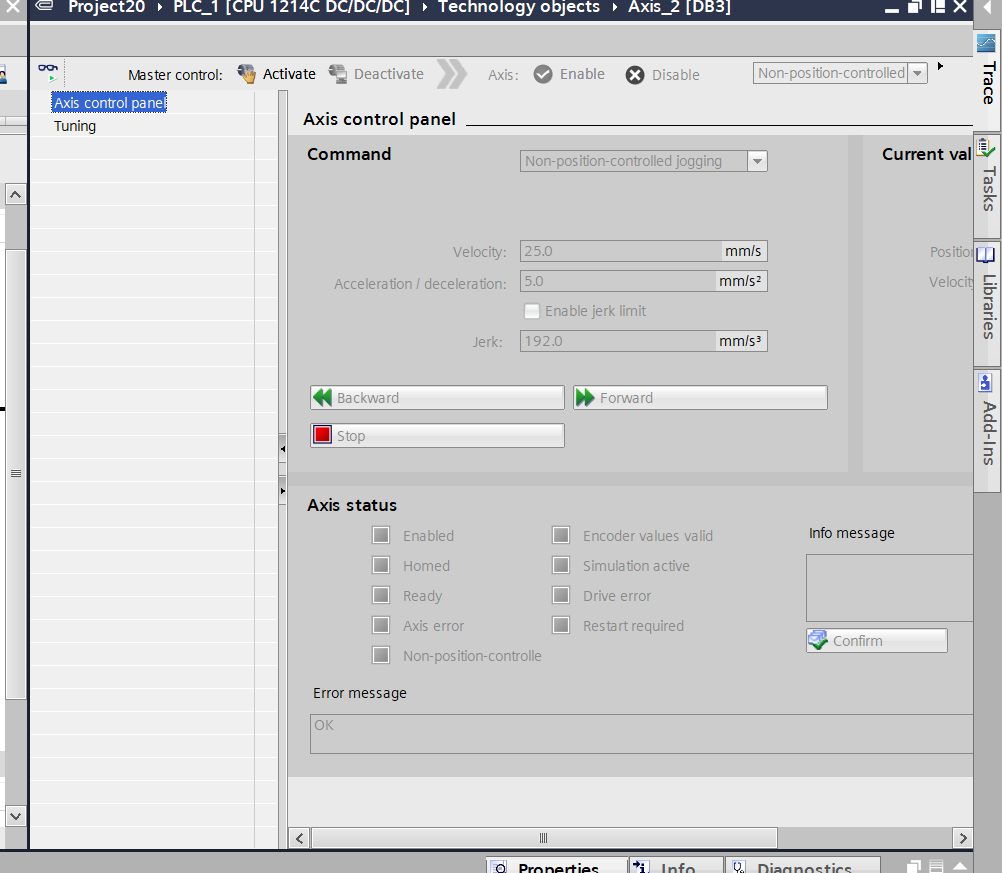 Project20 › PLC_1 [CPU 1214C DC/DC/DC] › Technology objects › Axis_2 [DB3]
Master control: Activate Deactivate Axis: Enable Disable Non-position-controlled
Axis control panel
Tuning
Axis control panel
Command
Non-position-controlled jogging
Velocity: 25.0 mm/s
Acceleration / deceleration: 5.0 mm/s²
Enable jerk limit
Jerk: 192.0 mm/s³
Backward Forward
Stop
Current val
Positio
Velocit
Axis status
Enabled Encoder values valid
Homed Simulation active
Ready Drive error
Axis error Restart required
Non-position-controlle
Info message
Confirm
Error message
OK
Trace
Tasks
Libraries
Add-Ins
Properties Info Diagnostics